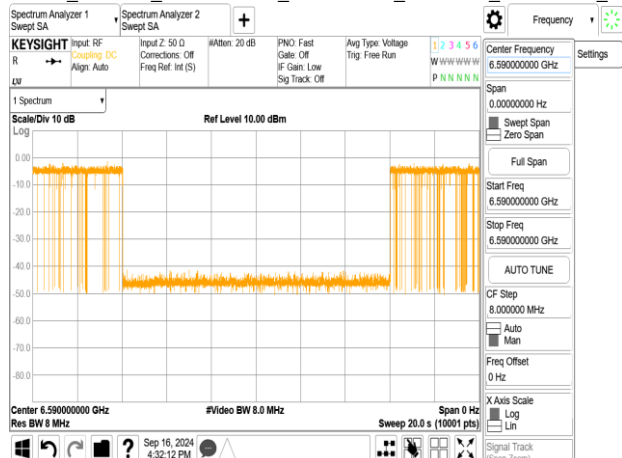 Spectrum Analyzer 1
Swept SA
Spectrum Analyzer 2
Swept SA
+
Frequency
KEYSIGHT
R
LXI
Input: RF
Coupling: DC
Align: Auto
Input Z: 50 Ω
Corrections: Off
Freq Ref: Int (S)
#Atten: 20 dB
PNO: Fast
Gate: Off
IF Gain: Low
Sig Track: Off
Avg Type: Voltage
Trig: Free Run
1 2 3 4 5 6
W W W W W W
P N N N N N
1 Spectrum
Scale/Div 10 dB
Ref Level 10.00 dBm
Log
0.00
-10.0
-20.0
-30.0
-40.0
-50.0
-60.0
-70.0
-80.0
Center 6.590000000 GHz
#Video BW 8.0 MHz
Span 0 Hz
Res BW 8 MHz
Sweep 20.0 s (10001 pts)
?
Sep 16, 2024
4:32:12 PM
Center Frequency
6.590000000 GHz
Settings
Span
0.00000000 Hz
Swept Span
Zero Span
Full Span
Start Freq
6.590000000 GHz
Stop Freq
6.590000000 GHz
AUTO TUNE
CF Step
8.000000 MHz
Auto
Man
Freq Offset
0 Hz
X Axis Scale
Log
Lin
Signal Track
(Span Zoom)